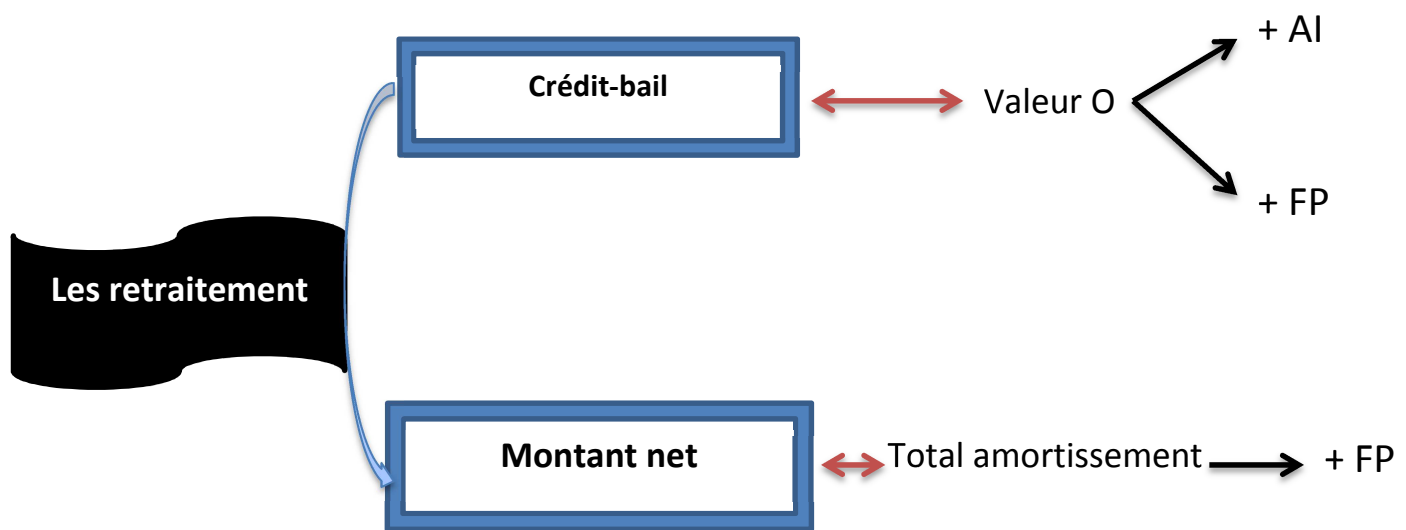 + AI
Crédit-bail
Valeur O
+ FP
Les retraitement
Montant net
Total amortissement
+ FP